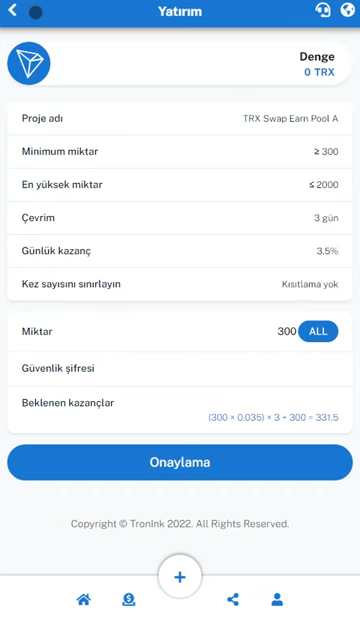 Yatırım
Denge
0 TRX
Proje adı TRX Swap Earn Pool A
Minimum miktar ≥ 300
En yüksek miktar ≤ 2000
Çevrim 3 gün
Günlük kazanç 3.5%
Kez sayısını sınırlayın Kısıtlama yok
Miktar 300 ALL
Güvenlik şifresi
Beklenen kazançlar
(300 × 0.035) × 3 + 300 = 331.5
Onaylama
Copyright © TronInk 2022. All Rights Reserved.